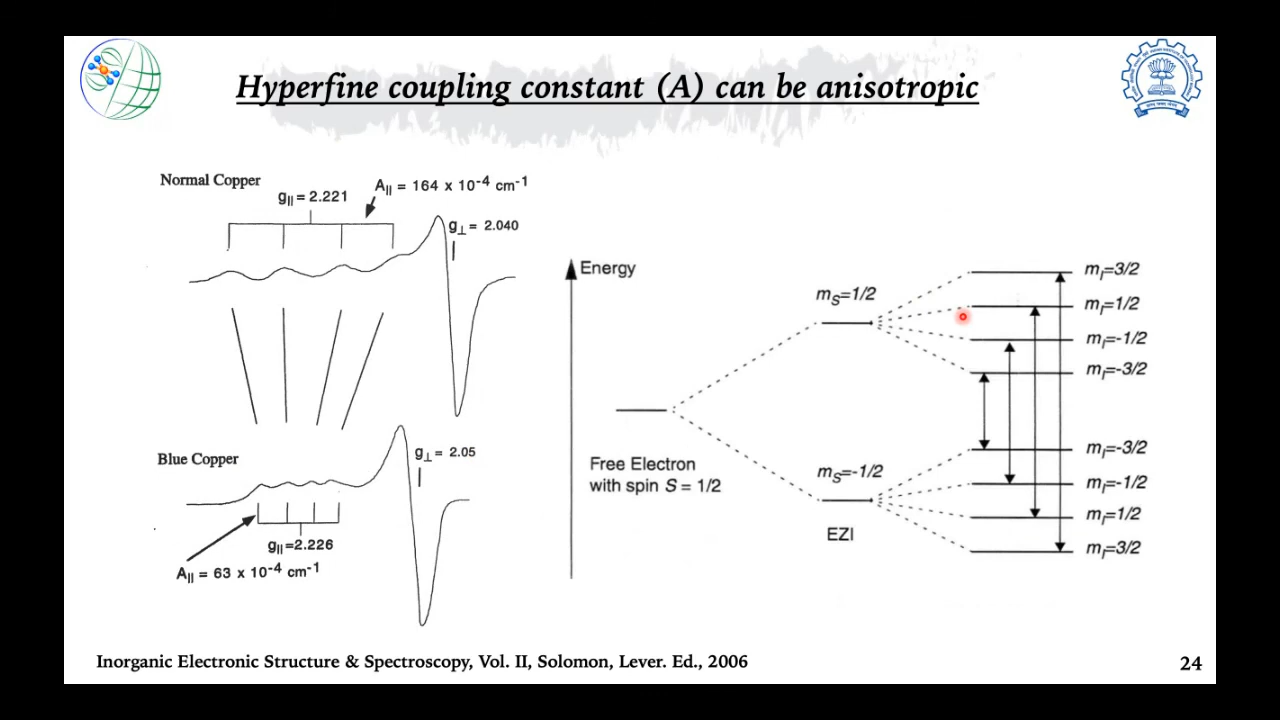 Hyperfine coupling constant (A) can be anisotropic
Normal Copper
g|| = 2.221
A|| = 164 x 10-4 cm-1
g⊥ = 2.040
Blue Copper
g⊥ = 2.05
g|| =2.226
A|| = 63 x 10-4 cm-1
Energy
Free Electron
with spin S = 1/2
mS=1/2
mS=-1/2
EZI
mI=3/2
mI=1/2
mI=-1/2
mI=-3/2
mI=-3/2
mI=-1/2
mI=1/2
mI=3/2
Inorganic Electronic Structure & Spectroscopy, Vol. II, Solomon, Lever. Ed., 2006
24